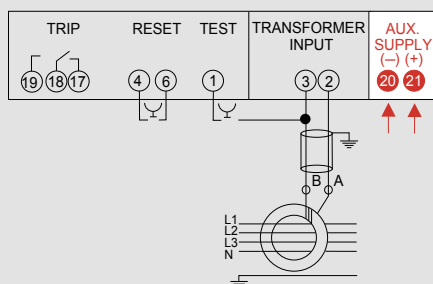 TRIP RESET TEST TRANSFORMER INPUT AUX. SUPPLY
(–) (+)
19 18 17 4 6 1 3 2 20 21
B A
L1
L2
L3
N